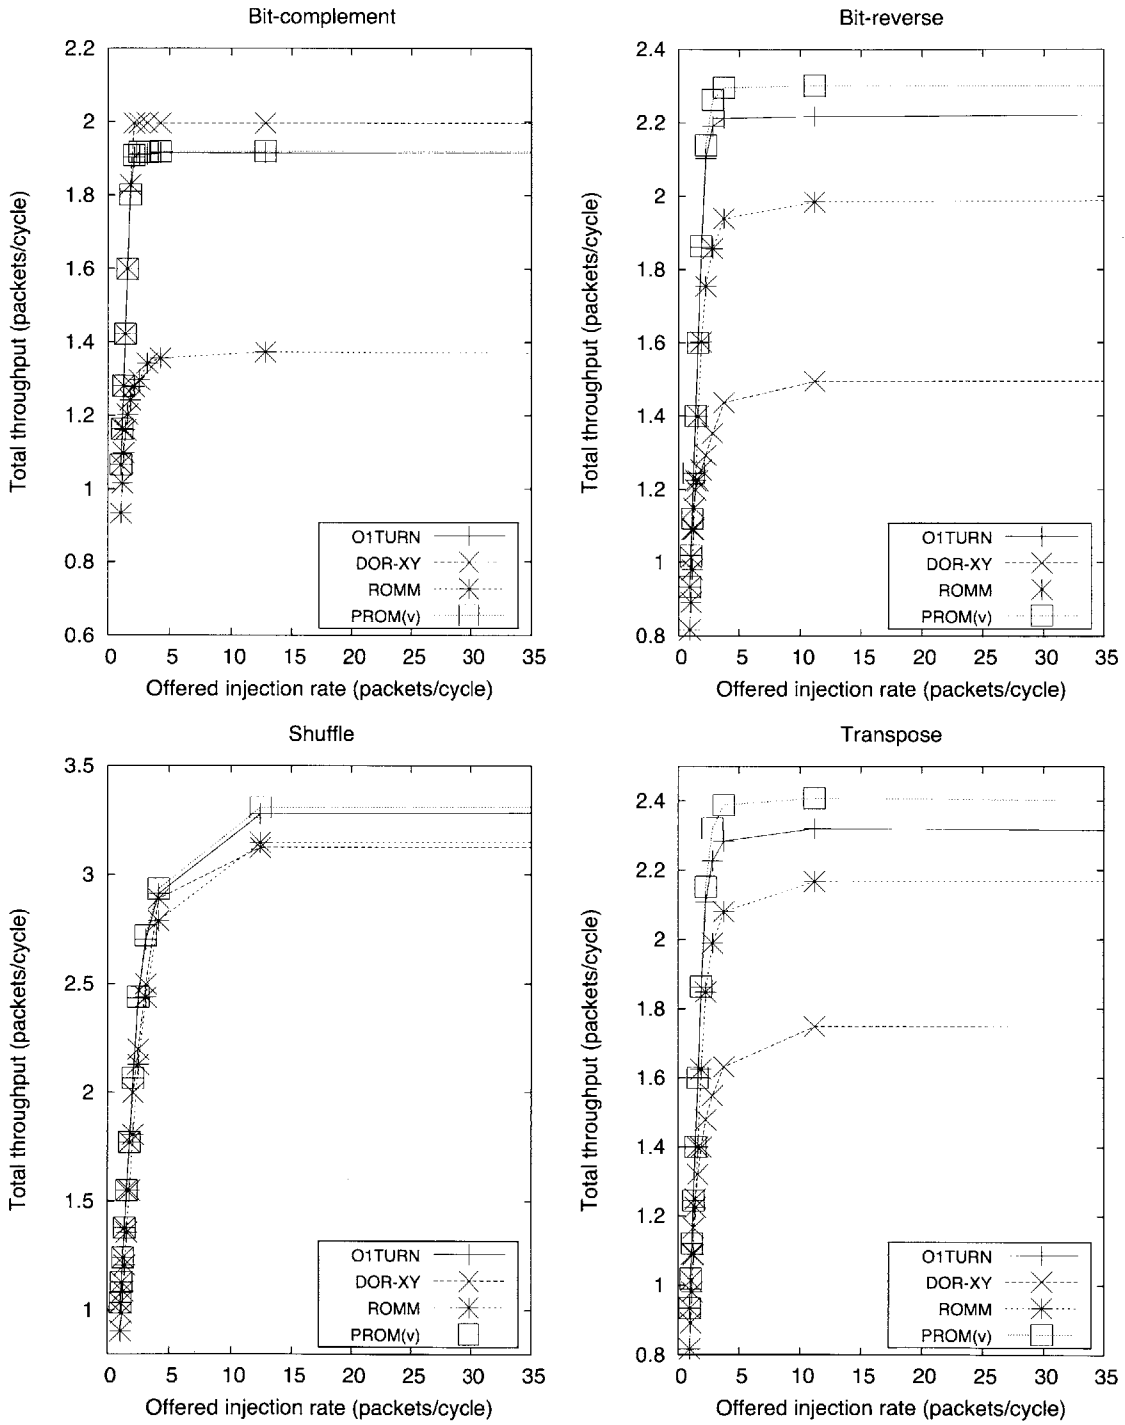 Bit-complement
Total throughput (packets/cycle)
2.2
2
1.8
1.6
1.4
1.2
1
0.8
0.6
O1TURN
DOR-XY
ROMM
PROM(v)
0 5 10 15 20 25 30 35
Offered injection rate (packets/cycle)
Bit-reverse
Total throughput (packets/cycle)
2.4
2.2
2
1.8
1.6
1.4
1.2
1
0.8
O1TURN
DOR-XY
ROMM
PROM(v)
0 5 10 15 20 25 30 35
Offered injection rate (packets/cycle)
Shuffle
Total throughput (packets/cycle)
3.5
3
2.5
2
1.5
1
O1TURN
DOR-XY
ROMM
PROM(v)
0 5 10 15 20 25 30 35
Offered injection rate (packets/cycle)
Transpose
Total throughput (packets/cycle)
2.4
2.2
2
1.8
1.6
1.4
1.2
1
0.8
O1TURN
DOR-XY
ROMM
PROM(v)
0 5 10 15 20 25 30 35
Offered injection rate (packets/cycle)